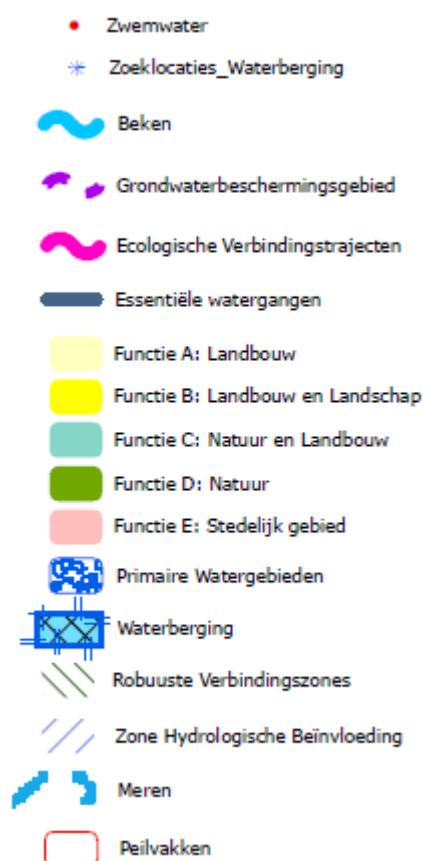 Zwemwater
Zoeklocaties_Waterberging
Beken
Grondwaterbeschermingsgebied
Ecologische Verbindingstrajecten
Essentiële watergangen
Functie A: Landbouw
Functie B: Landbouw en Landschap
Functie C: Natuur en Landbouw
Functie D: Natuur
Functie E: Stedelijk gebied
Primaire Watergebieden
Waterberging
Robuuste Verbindingszones
Zone Hydrologische Beïnvloeding
Meren
Peilvakken